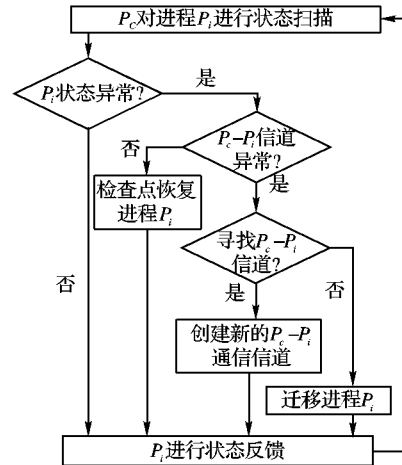 Pc对进程Pi进行状态扫描
Pi状态异常?
是
Pc–Pi信道
异常?
否
是
检查点恢复
进程Pi
寻找Pc–Pi
信道?
否
是
否
创建新的Pc–Pi
通信信道
迁移进程Pi
Pi进行状态反馈